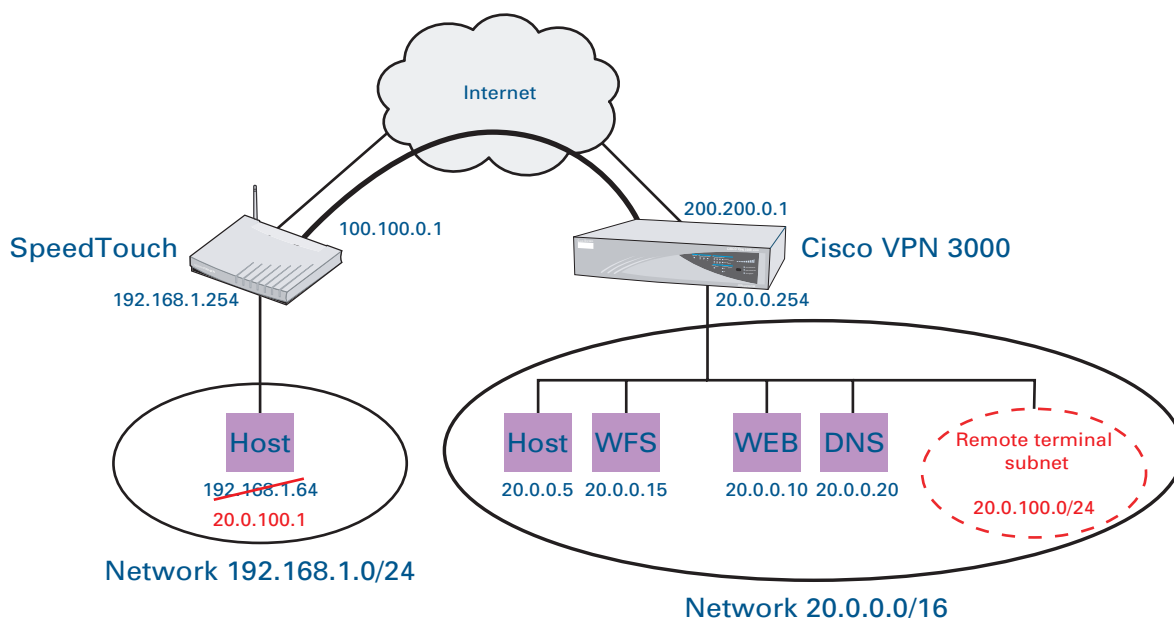 Internet
200.200.0.1
100.100.0.1
SpeedTouch
Cisco VPN 3000
192.168.1.254
20.0.0.254
Host
192.168.1.64
20.0.100.1
Network 192.168.1.0/24
Host
WFS
WEB
DNS
20.0.0.5
20.0.0.15
20.0.0.10
20.0.0.20
Remote terminal
subnet
20.0.100.0/24
Network 20.0.0.0/16